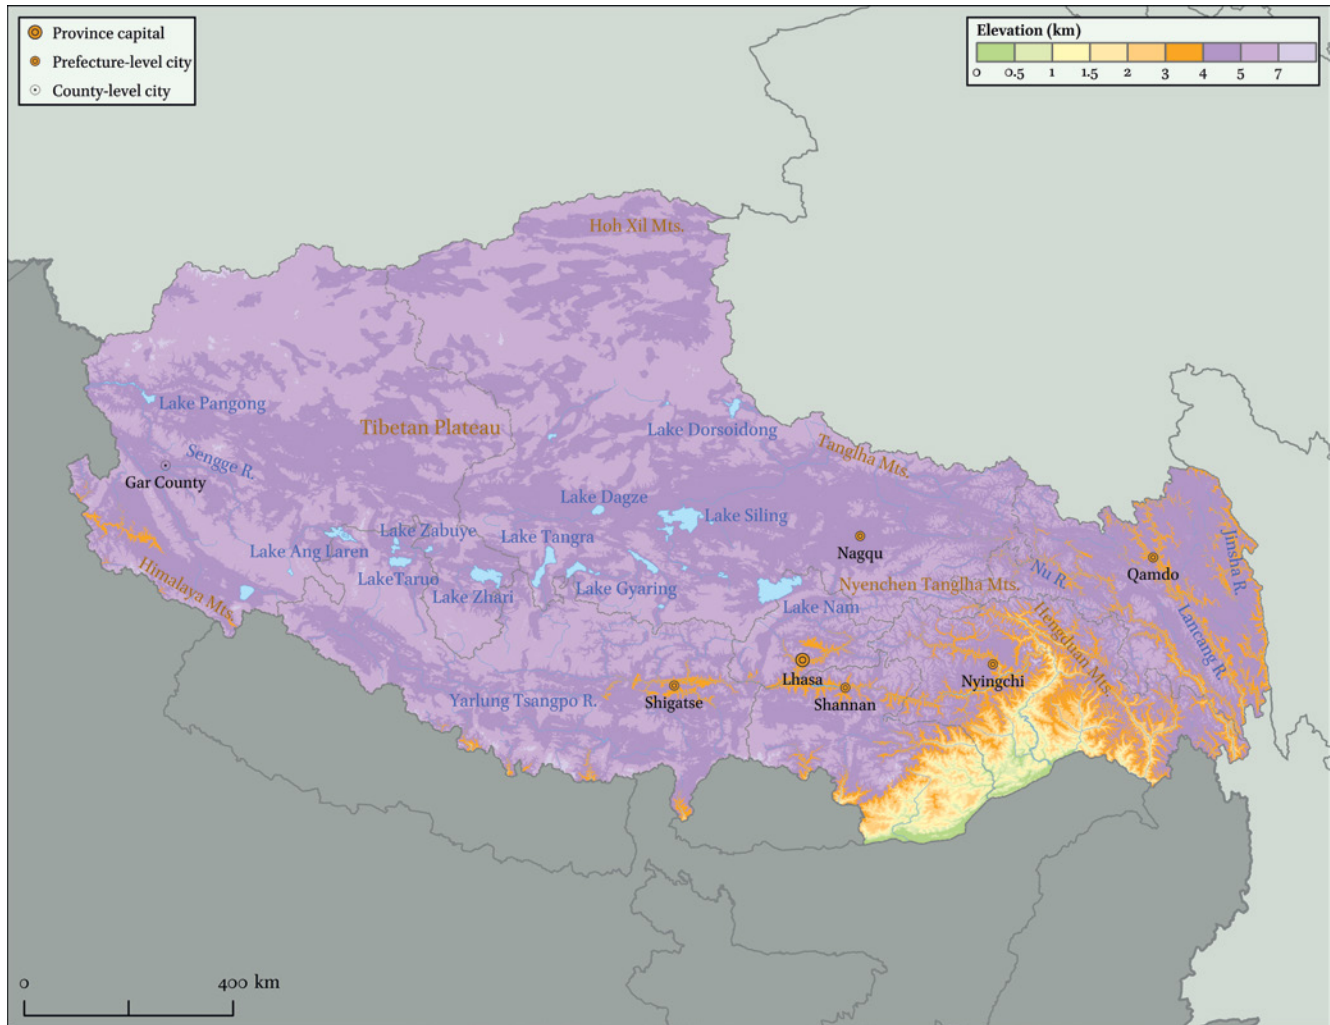 Province capital
Prefecture-level city
County-level city
Elevation (km)
0 0.5 1 1.5 2 3 4 5 7
Hoh Xil Mts.
Lake Pangong
Tibetan Plateau
Lake Dorsoidong
Tanglha Mts.
Sengge R.
Gar County
Lake Dagze
Lake Siling
Lake Zabuye
Lake Tangra
Lake Ang Laren
Nagqu
Jinsha R.
Qamdo
LakeTaruo
Lake Zhari
Lake Gyaring
Nyenchen Tanglha Mts.
Nu R.
Himalaya Mts.
Lake Nam
Hengduan Mts.
Lancang R.
Lhasa
Nyingchi
Yarlung Tsangpo R.
Shigatse
Shannan
0 400 km